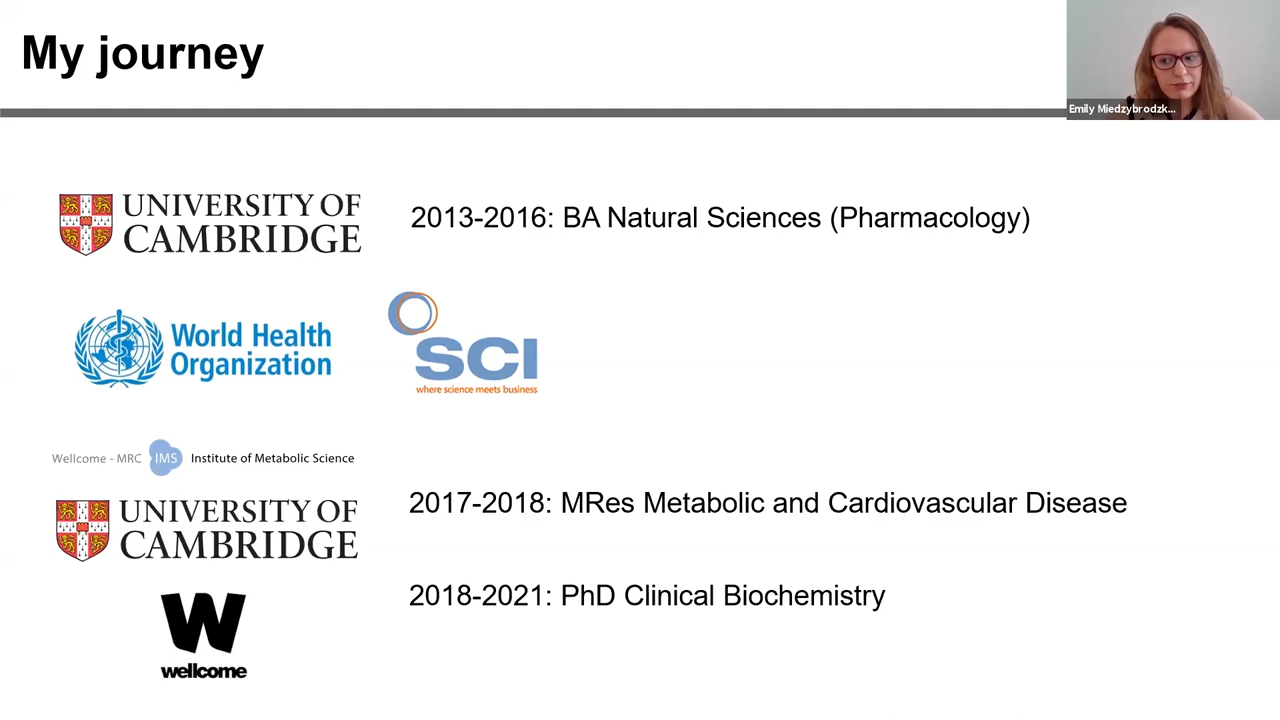 My journey
Emily Miedzybrodzk...
UNIVERSITY OF
CAMBRIDGE
2013-2016: BA Natural Sciences (Pharmacology)
World Health
Organization
SCI
where science meets business
Wellcome - MRC IMS Institute of Metabolic Science
UNIVERSITY OF
CAMBRIDGE
2017-2018: MRes Metabolic and Cardiovascular Disease
2018-2021: PhD Clinical Biochemistry
W
wellcome